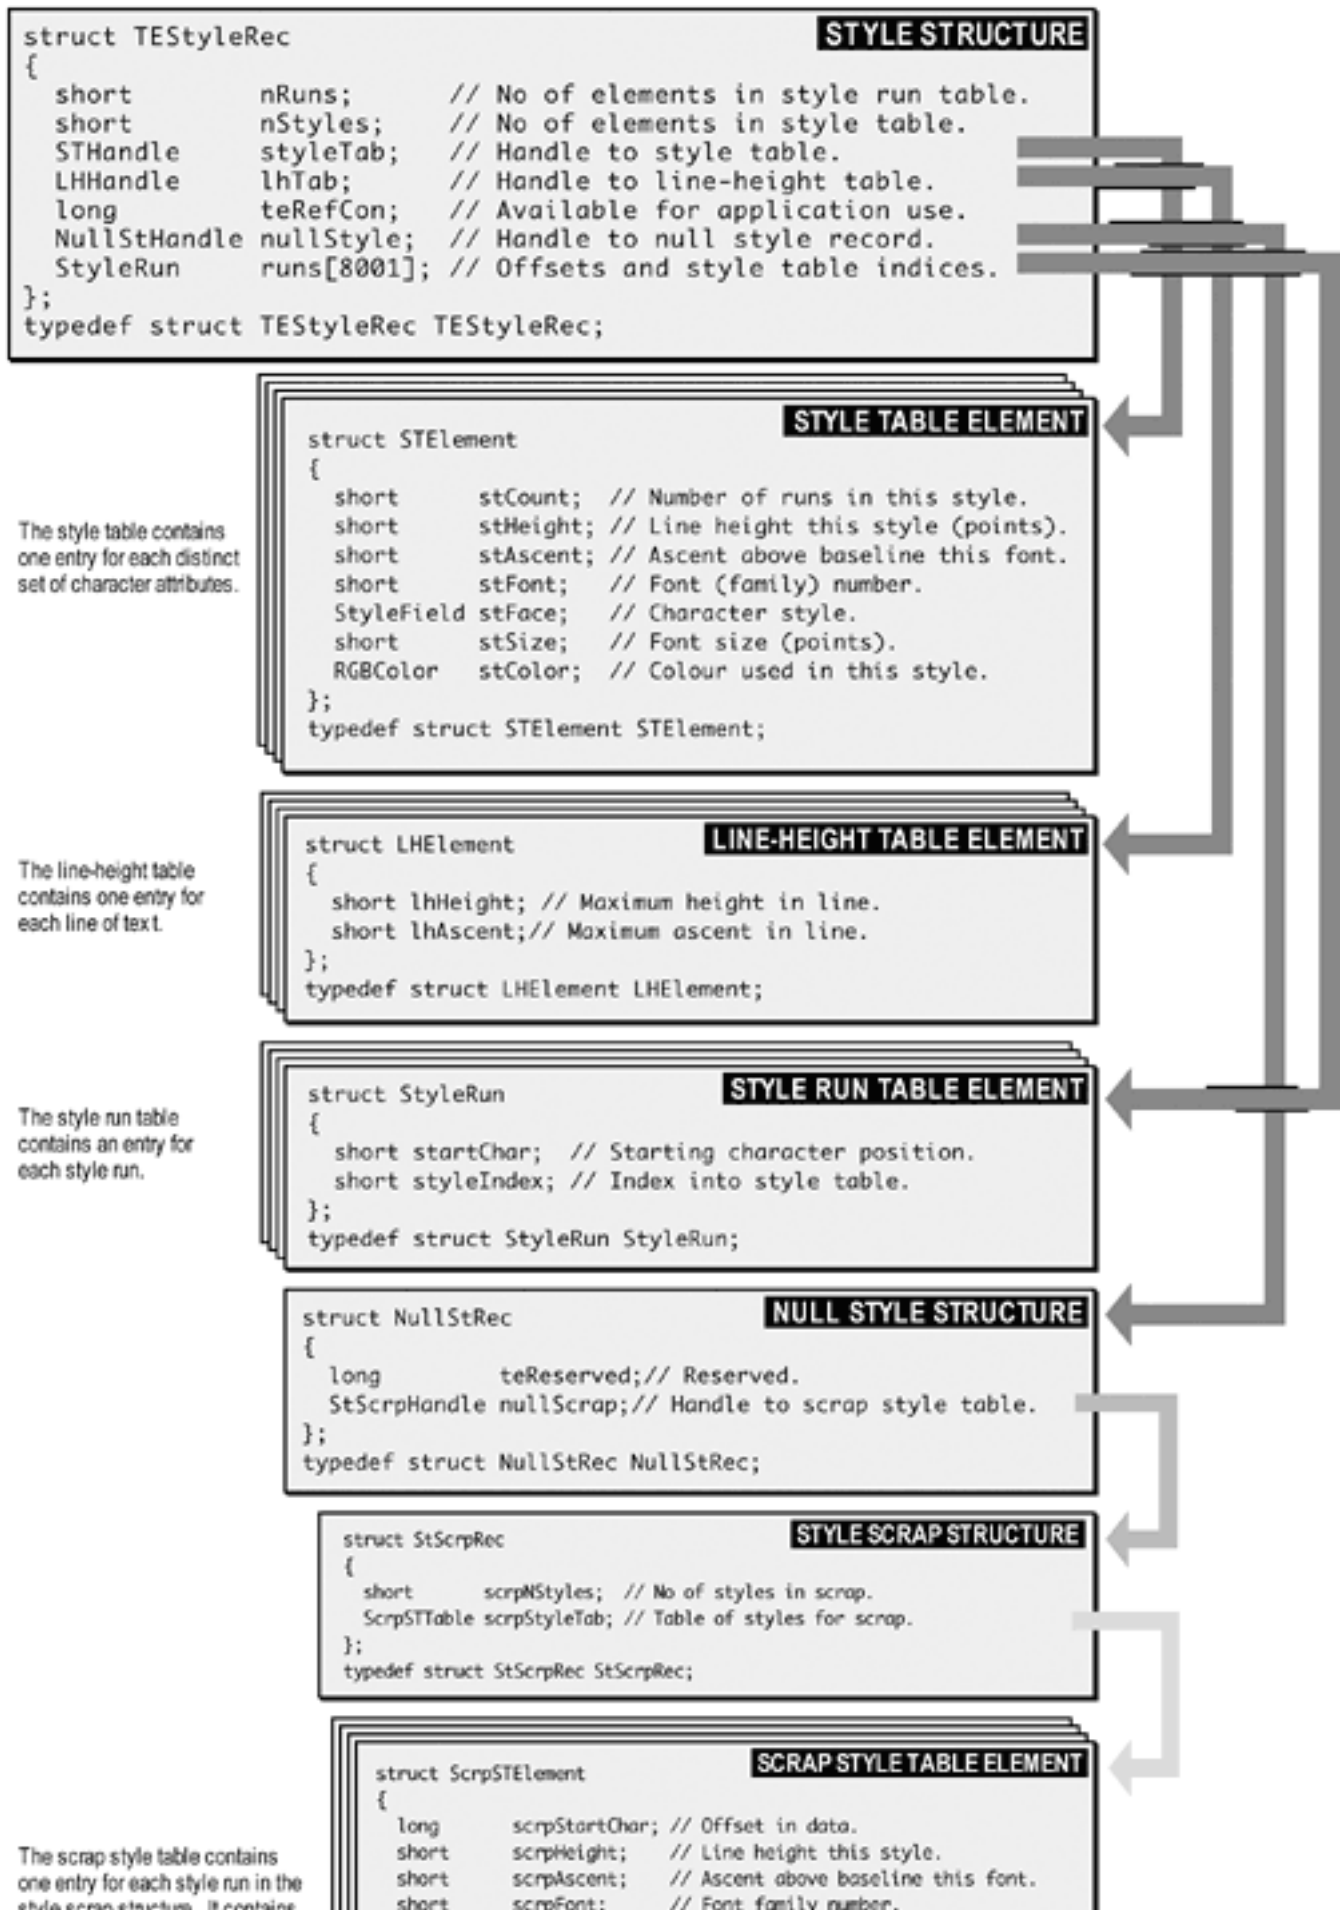 STYLE STRUCTURE
struct TEStyleRec
{
short nRuns; // No of elements in style run table.
short nStyles; // No of elements in style table.
STHandle styleTab; // Handle to style table.
LHHandle lhTab; // Handle to line-height table.
long teRefCon; // Available for application use.
NullStHandle nullStyle; // Handle to null style record.
StyleRun runs[8001]; // Offsets and style table indices.
};
typedef struct TEStyleRec TEStyleRec;
STYLE TABLE ELEMENT
struct STElement
{
short stCount; // Number of runs in this style.
short stHeight; // Line height this style (points).
short stAscent; // Ascent above baseline this font.
short stFont; // Font (family) number.
StyleField stFace; // Character style.
short stSize; // Font size (points).
RGBColor stColor; // Colour used in this style.
};
typedef struct STElement STElement;
The style table contains
one entry for each distinct
set of character attributes.
LINE-HEIGHT TABLE ELEMENT
struct LHElement
{
short lhHeight; // Maximum height in line.
short lhAscent;// Maximum ascent in line.
};
typedef struct LHElement LHElement;
The line-height table
contains one entry for
each line of text.
STYLE RUN TABLE ELEMENT
struct StyleRun
{
short startChar; // Starting character position.
short styleIndex; // Index into style table.
};
typedef struct StyleRun StyleRun;
The style run table
contains an entry for
each style run.
NULL STYLE STRUCTURE
struct NullStRec
{
long teReserved;// Reserved.
StScrpHandle nullScrap;// Handle to scrap style table.
};
typedef struct NullStRec NullStRec;
STYLE SCRAP STRUCTURE
struct StScrpRec
{
short scrpNStyles; // No of styles in scrap.
ScrpSTTable scrpStyleTab; // Table of styles for scrap.
};
typedef struct StScrpRec StScrpRec;
SCRAP STYLE TABLE ELEMENT
struct ScrpSTElement
{
long scrpStartChar; // Offset in data.
short scrpHeight; // Line height this style.
short scrpAscent; // Ascent above baseline this font.
short scrpFont; // Font family number.
The scrap style table contains
one entry for each style run in the
style scrap structure. It contains